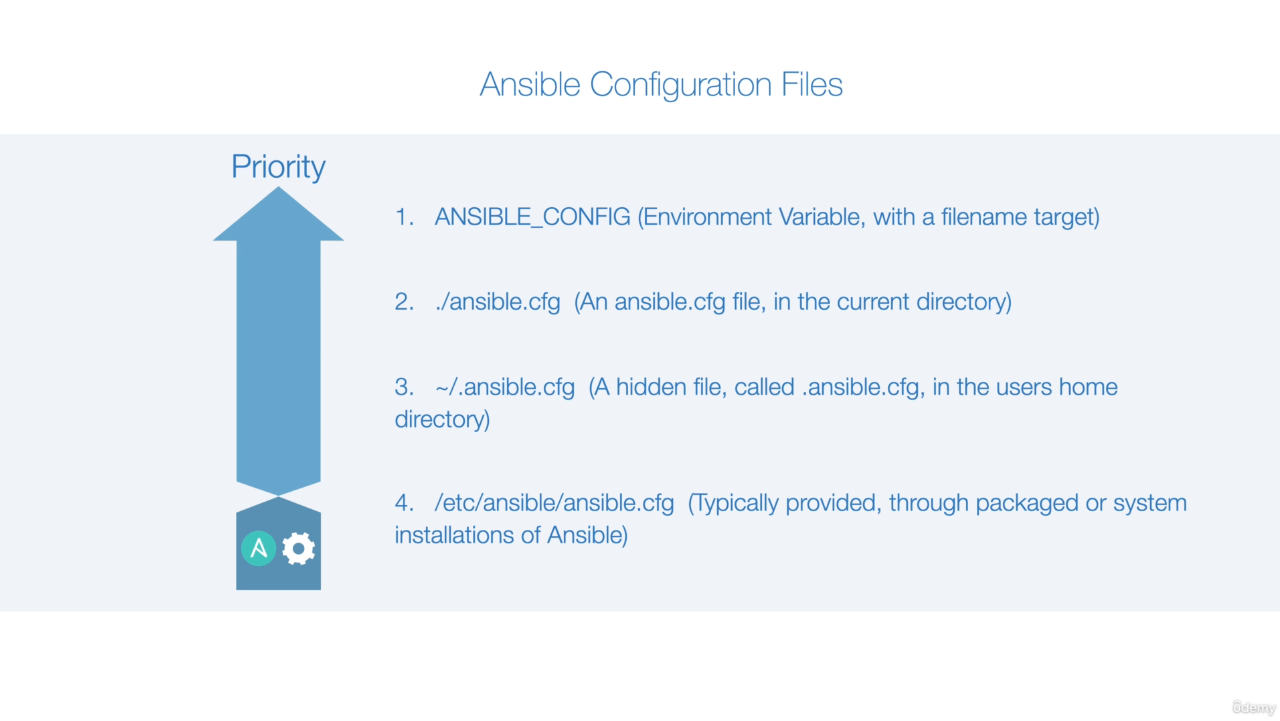 Ansible Configuration Files
Priority
1. ANSIBLE_CONFIG (Environment Variable, with a filename target)
2. ./ansible.cfg (An ansible.cfg file, in the current directory)
3. ~/.ansible.cfg (A hidden file, called .ansible.cfg, in the users home
directory)
4. /etc/ansible/ansible.cfg (Typically provided, through packaged or system
installations of Ansible)
ûdemy